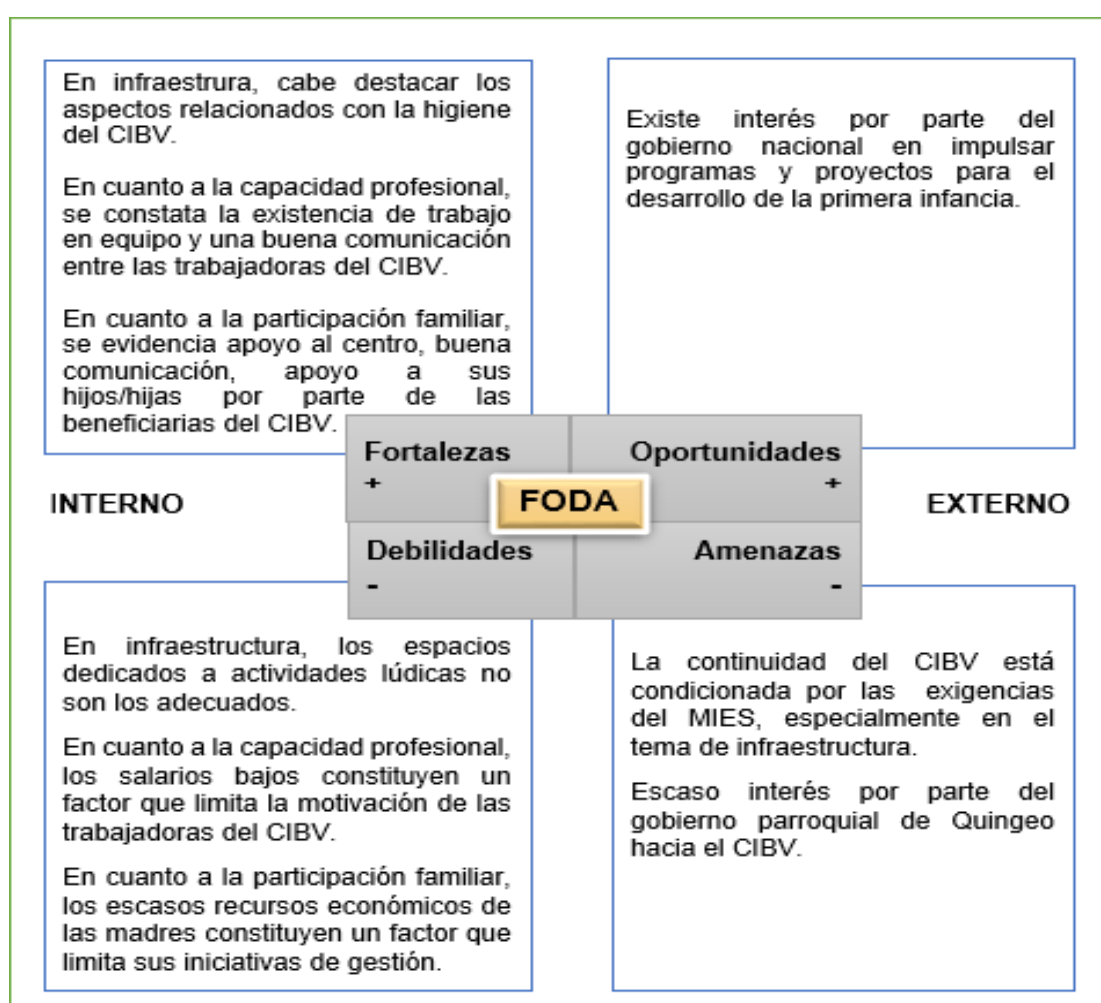 En infraestrura, cabe destacar los
aspectos relacionados con la higiene
del CIBV.
En cuanto a la capacidad profesional,
se constata la existencia de trabajo
en equipo y una buena comunicación
entre las trabajadoras del CIBV.
En cuanto a la participación familiar,
se evidencia apoyo al centro, buena
comunicación, apoyo a sus
hijos/hijas por parte de las
beneficiarias del CIBV.
Existe interés por parte del
gobierno nacional en impulsar
programas y proyectos para el
desarrollo de la primera infancia.
Fortalezas
+
Oportunidades
+
INTERNO
FODA
EXTERNO
Debilidades
-
Amenazas
-
En infraestructura, los espacios
dedicados a actividades lúdicas no
son los adecuados.
En cuanto a la capacidad profesional,
los salarios bajos constituyen un
factor que limita la motivación de las
trabajadoras del CIBV.
En cuanto a la participación familiar,
los escasos recursos económicos de
las madres constituyen un factor que
limita sus iniciativas de gestión.
La continuidad del CIBV está
condicionada por las exigencias
del MIES, especialmente en el
tema de infraestructura.
Escaso interés por parte del
gobierno parroquial de Quingeo
hacia el CIBV.